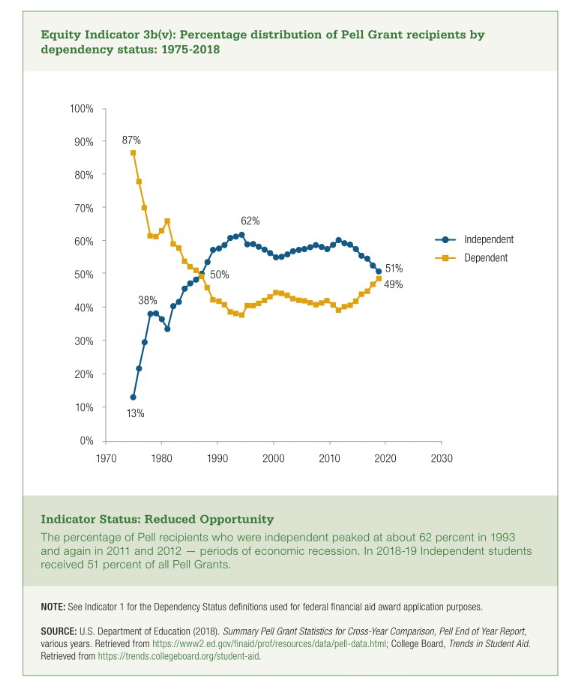 Equity Indicator 3b(v): Percentage distribution of Pell Grant recipients by
dependency status: 1975-2018
100%
90%
80%
70%
60%
50%
40%
30%
20%
10%
0%
87%
62%
50%
38%
13%
51%
49%
Independent
Dependent
1970 1980 1990 2000 2010 2020 2030
Indicator Status: Reduced Opportunity
The percentage of Pell recipients who were independent peaked at about 62 percent in 1993
and again in 2011 and 2012 — periods of economic recession. In 2018-19 Independent students
received 51 percent of all Pell Grants.
NOTE: See Indicator 1 for the Dependency Status definitions used for federal financial aid award application purposes.
SOURCE: U.S. Department of Education (2018). Summary Pell Grant Statistics for Cross-Year Comparison, Pell End of Year Report,
various years. Retrieved from https://www2.ed.gov/finaid/prof/resources/data/pell-data.html; College Board, Trends in Student Aid.
Retrieved from https://trends.collegeboard.org/student-aid.